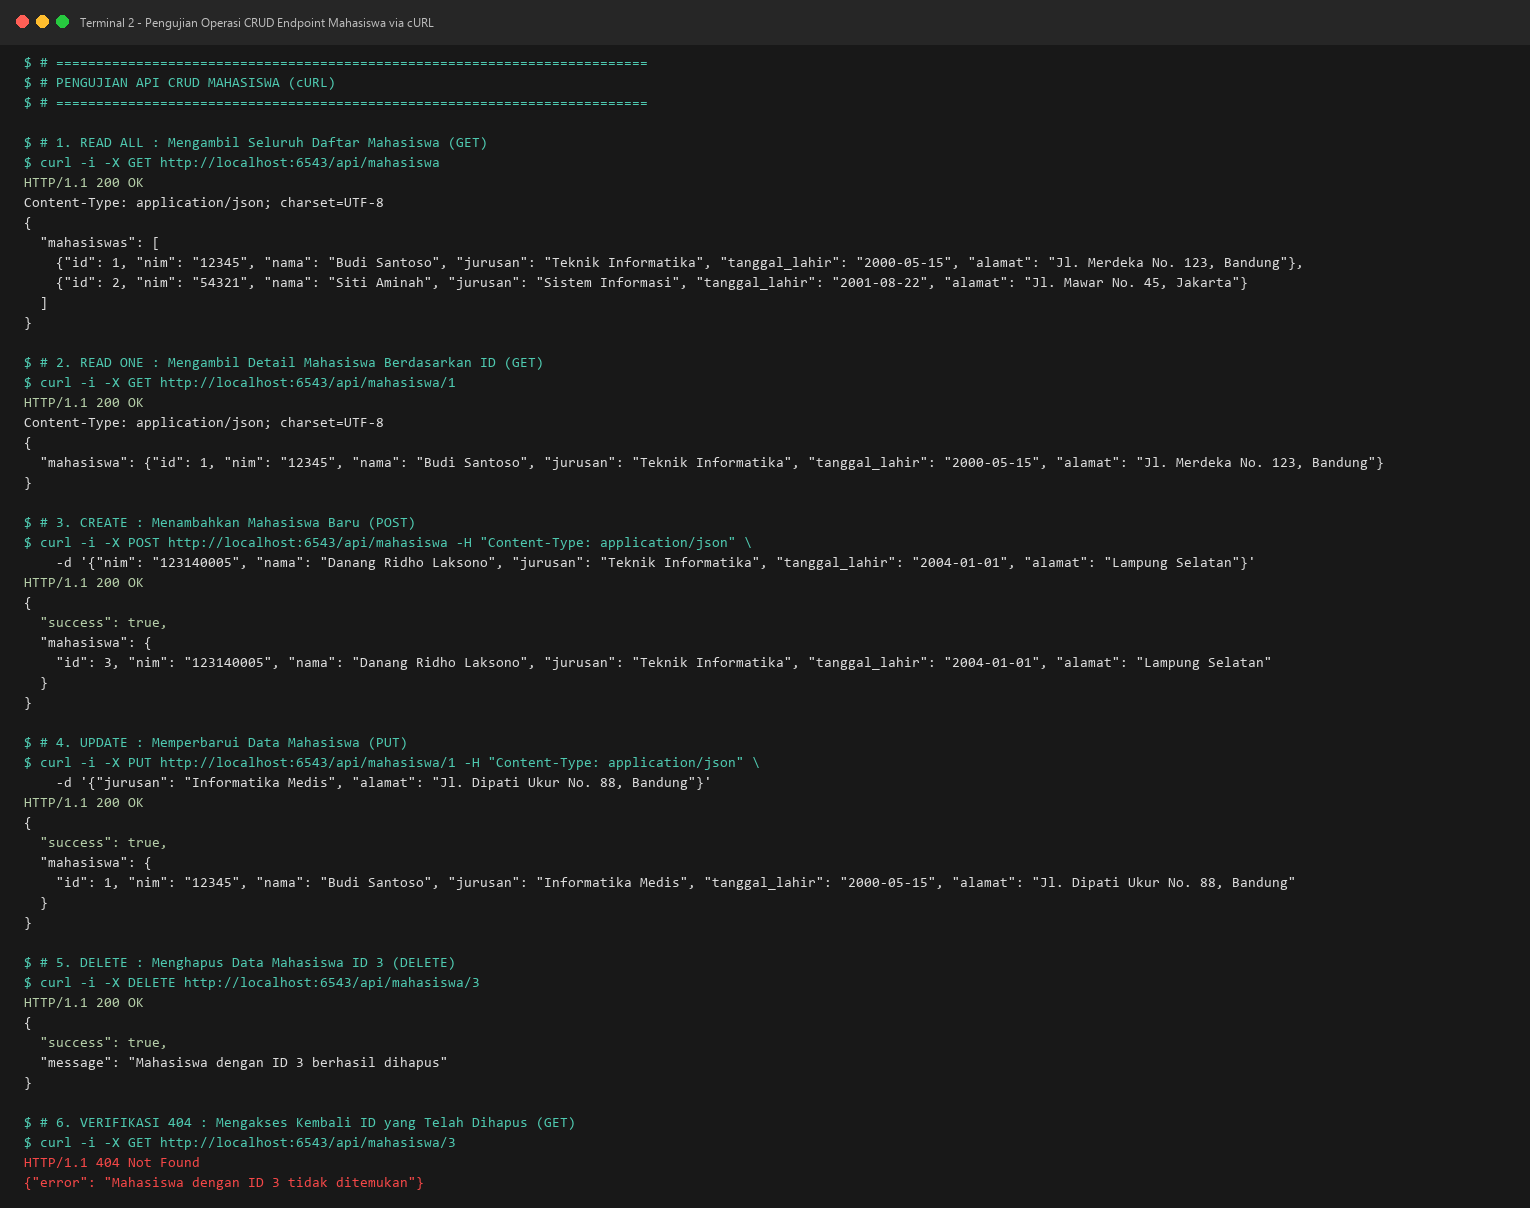 Terminal 2 - Pengujian Operasi CRUD Endpoint Mahasiswa via cURL
$ # ==========================================================================
$ # PENGUJIAN API CRUD MAHASISWA (cURL)
$ # ==========================================================================
$ # 1. READ ALL : Mengambil Seluruh Daftar Mahasiswa (GET)
$ curl -i -X GET http://localhost:6543/api/mahasiswa
HTTP/1.1 200 OK
Content-Type: application/json; charset=UTF-8
{
  "mahasiswas": [
    {"id": 1, "nim": "12345", "nama": "Budi Santoso", "jurusan": "Teknik Informatika", "tanggal_lahir": "2000-05-15", "alamat": "Jl. Merdeka No. 123, Bandung"},
    {"id": 2, "nim": "54321", "nama": "Siti Aminah", "jurusan": "Sistem Informasi", "tanggal_lahir": "2001-08-22", "alamat": "Jl. Mawar No. 45, Jakarta"}
  ]
}
$ # 2. READ ONE : Mengambil Detail Mahasiswa Berdasarkan ID (GET)
$ curl -i -X GET http://localhost:6543/api/mahasiswa/1
HTTP/1.1 200 OK
Content-Type: application/json; charset=UTF-8
{
  "mahasiswa": {"id": 1, "nim": "12345", "nama": "Budi Santoso", "jurusan": "Teknik Informatika", "tanggal_lahir": "2000-05-15", "alamat": "Jl. Merdeka No. 123, Bandung"}
}
$ # 3. CREATE : Menambahkan Mahasiswa Baru (POST)
$ curl -i -X POST http://localhost:6543/api/mahasiswa -H "Content-Type: application/json" \
    -d '{"nim": "123140005", "nama": "Danang Ridho Laksono", "jurusan": "Teknik Informatika", "tanggal_lahir": "2004-01-01", "alamat": "Lampung Selatan"}'
HTTP/1.1 200 OK
{
  "success": true,
  "mahasiswa": {
    "id": 3, "nim": "123140005", "nama": "Danang Ridho Laksono", "jurusan": "Teknik Informatika", "tanggal_lahir": "2004-01-01", "alamat": "Lampung Selatan"
  }
}
$ # 4. UPDATE : Memperbarui Data Mahasiswa (PUT)
$ curl -i -X PUT http://localhost:6543/api/mahasiswa/1 -H "Content-Type: application/json" \
    -d '{"jurusan": "Informatika Medis", "alamat": "Jl. Dipati Ukur No. 88, Bandung"}'
HTTP/1.1 200 OK
{
  "success": true,
  "mahasiswa": {
    "id": 1, "nim": "12345", "nama": "Budi Santoso", "jurusan": "Informatika Medis", "tanggal_lahir": "2000-05-15", "alamat": "Jl. Dipati Ukur No. 88, Bandung"
  }
}
$ # 5. DELETE : Menghapus Data Mahasiswa ID 3 (DELETE)
$ curl -i -X DELETE http://localhost:6543/api/mahasiswa/3
HTTP/1.1 200 OK
{
  "success": true,
  "message": "Mahasiswa dengan ID 3 berhasil dihapus"
}
$ # 6. VERIFIKASI 404 : Mengakses Kembali ID yang Telah Dihapus (GET)
$ curl -i -X GET http://localhost:6543/api/mahasiswa/3
HTTP/1.1 404 Not Found
{"error": "Mahasiswa dengan ID 3 tidak ditemukan"}